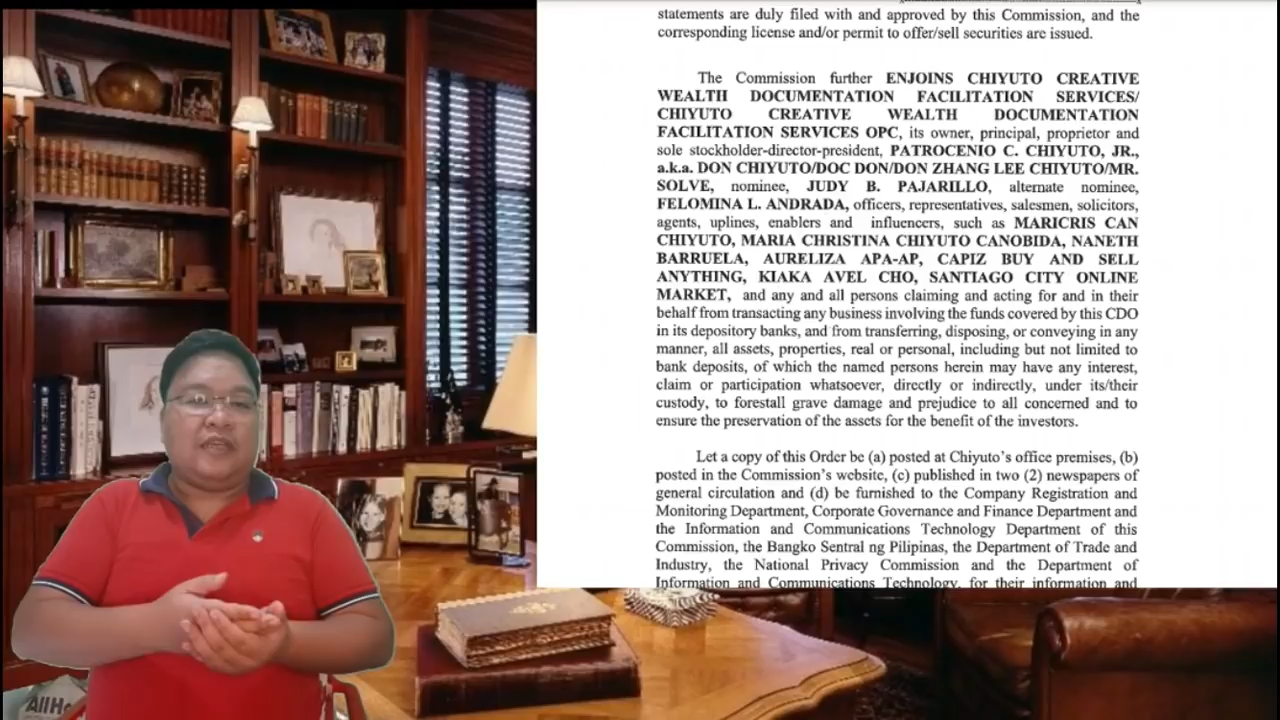 statements are duly filed with and approved by this Commission, and the
corresponding license and/or permit to offer/sell securities are issued.
The Commission further ENJOINS CHIYUTO CREATIVE
WEALTH DOCUMENTATION FACILITATION SERVICES/
CHIYUTO CREATIVE WEALTH DOCUMENTATION
FACILITATION SERVICES OPC, its owner, principal, proprietor and
sole stockholder-director-president, PATROCENIO C. CHIYUTO, JR.,
a.k.a. DON CHIYUTO/DOC DON/DON ZHANG LEE CHIYUTO/MR.
SOLVE, nominee, JUDY B. PAJARILLO, alternate nominee,
FELOMINA L. ANDRADA, officers, representatives, salesmen, solicitors,
agents, uplines, enablers and influencers, such as MARICRIS CAN
CHIYUTO, MARIA CHRISTINA CHIYUTO CANOBIDA, NANETH
BARRUELA, AURELIZA APA-AP, CAPIZ BUY AND SELL
ANYTHING, KIAKA AVEL CHO, SANTIAGO CITY ONLINE
MARKET, and any and all persons claiming and acting for and in their
behalf from transacting any business involving the funds covered by this CDO
in its depository banks, and from transferring, disposing, or conveying in any
manner, all assets, properties, real or personal, including but not limited to
bank deposits, of which the named persons herein may have any interest,
claim or participation whatsoever, directly or indirectly, under its/their
custody, to forestall grave damage and prejudice to all concerned and to
ensure the preservation of the assets for the benefit of the investors.
Let a copy of this Order be (a) posted at Chiyuto's office premises, (b)
posted in the Commission's website, (c) published in two (2) newspapers of
general circulation and (d) be furnished to the Company Registration and
Monitoring Department, Corporate Governance and Finance Department and
the Information and Communications Technology Department of this
Commission, the Bangko Sentral ng Pilipinas, the Department of Trade and
Industry, the National Privacy Commission and the Department of
Information and Communications Technology, for their information and